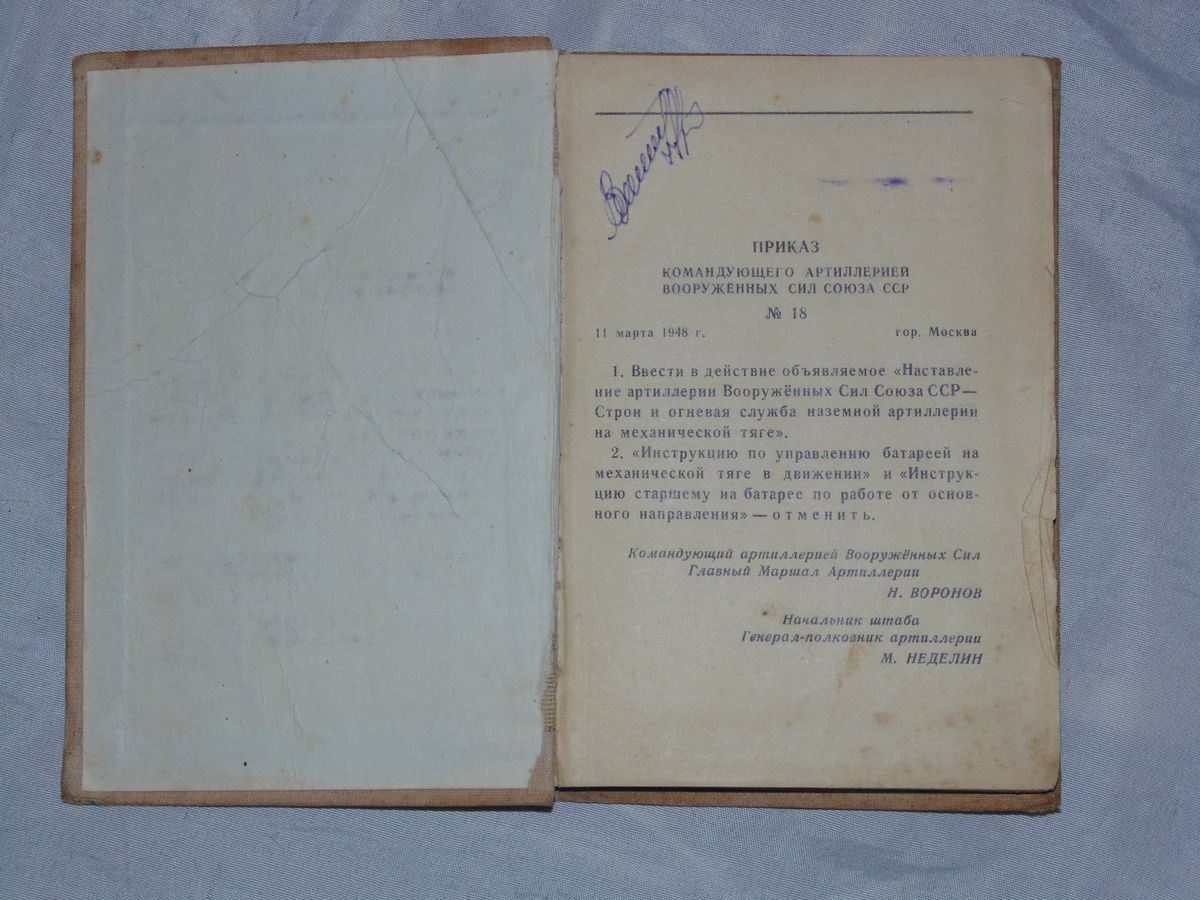 ПРИКАЗ
КОМАНДУЮЩЕГО АРТИЛЛЕРИЕЙ
ВООРУЖЁННЫХ СИЛ СОЮЗА ССР
№ 18
11 марта 1948 г. гор. Москва
1. Ввести в действие объявляемое «Наставле-
ние артиллерии Вооружённых Сил Союза ССР—
Строи и огневая служба наземной артиллерии
на механической тяге».
2. «Инструкцию по управлению батареей на
механической тяге в движении» и «Инструк-
цию старшему на батарее по работе от основ-
ного направления» — отменить.
Командующий артиллерией Вооружённых Сил
Главный Маршал Артиллерии
Н. ВОРОНОВ
Начальник штаба
Генерал-полковник артиллерии
М. НЕДЕЛИН